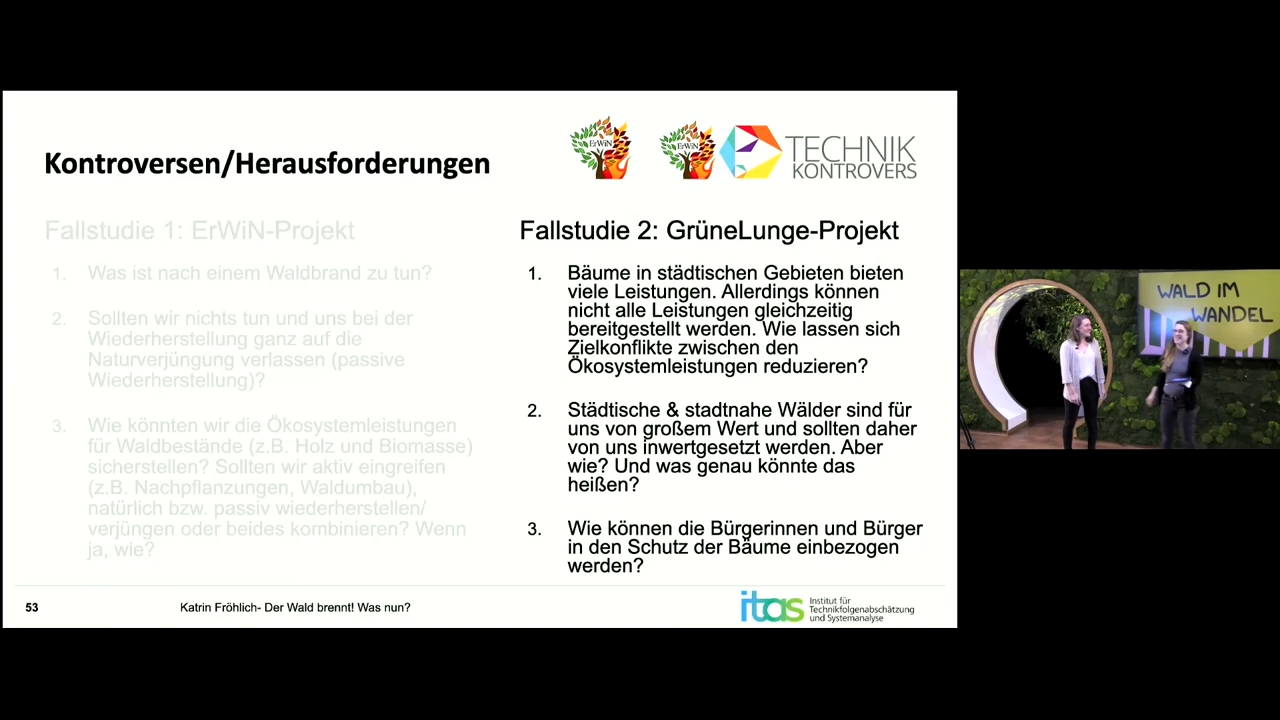 Kontroversen/Herausforderungen
ErWiN
ErWiN
TECHNIK
KONTROVERS
Fallstudie 1: ErWiN-Projekt
1. Was ist nach einem Waldbrand zu tun?
2. Sollten wir nichts tun und uns bei der
Wiederherstellung ganz auf die
Naturverjüngung verlassen (passive
Wiederherstellung)?
3. Wie könnten wir die Ökosystemleistungen
für Waldbestände (z.B. Holz und Biomasse)
sicherstellen? Sollten wir aktiv eingreifen
(z.B. Nachpflanzungen, Waldumbau),
natürlich bzw. passiv wiederherstellen/
verjüngen oder beides kombinieren? Wenn
ja, wie?
Fallstudie 2: GrüneLunge-Projekt
1. Bäume in städtischen Gebieten bieten
viele Leistungen. Allerdings können
nicht alle Leistungen gleichzeitig
bereitgestellt werden. Wie lassen sich
Zielkonflikte zwischen den
Ökosystemleistungen reduzieren?
2. Städtische & stadtnahe Wälder sind für
uns von großem Wert und sollten daher
von uns inwertgesetzt werden. Aber
wie? Und was genau könnte das
heißen?
3. Wie können die Bürgerinnen und Bürger
in den Schutz der Bäume einbezogen
werden?
53
Katrin Fröhlich- Der Wald brennt! Was nun?
itas
Institut für
Technikfolgenabschätzung
und Systemanalyse
WALD IM
WANDEL